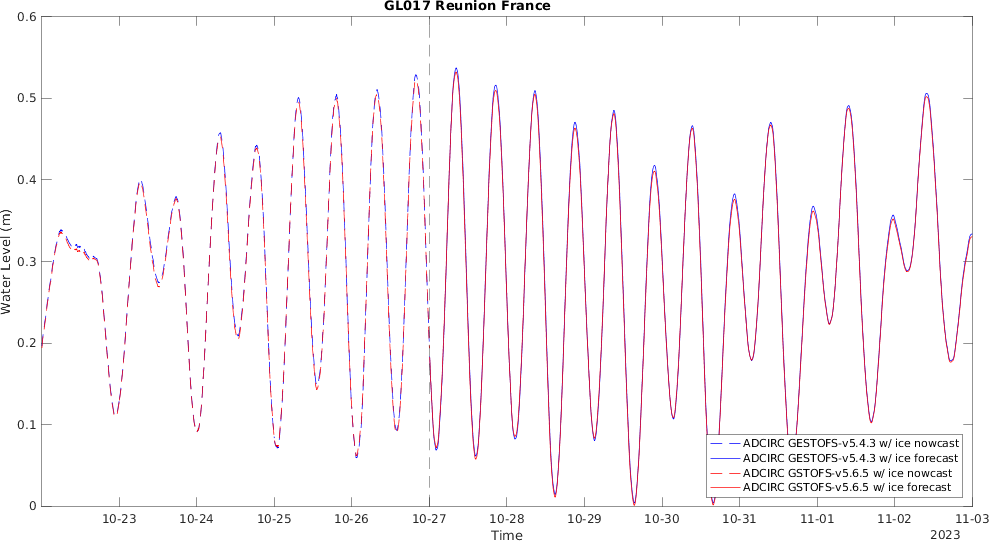 GL017 Reunion France
0.6
0.5
0.4
0.3
0.2
0.1
0
Water Level (m)
ADCIRC GESTOFS-v5.4.3 w/ ice nowcast
ADCIRC GESTOFS-v5.4.3 w/ ice forecast
ADCIRC GSTOFS-v5.6.5 w/ ice nowcast
ADCIRC GSTOFS-v5.6.5 w/ ice forecast
10-23 10-24 10-25 10-26 10-27 10-28 10-29 10-30 10-31 11-01 11-02 11-03
Time
2023